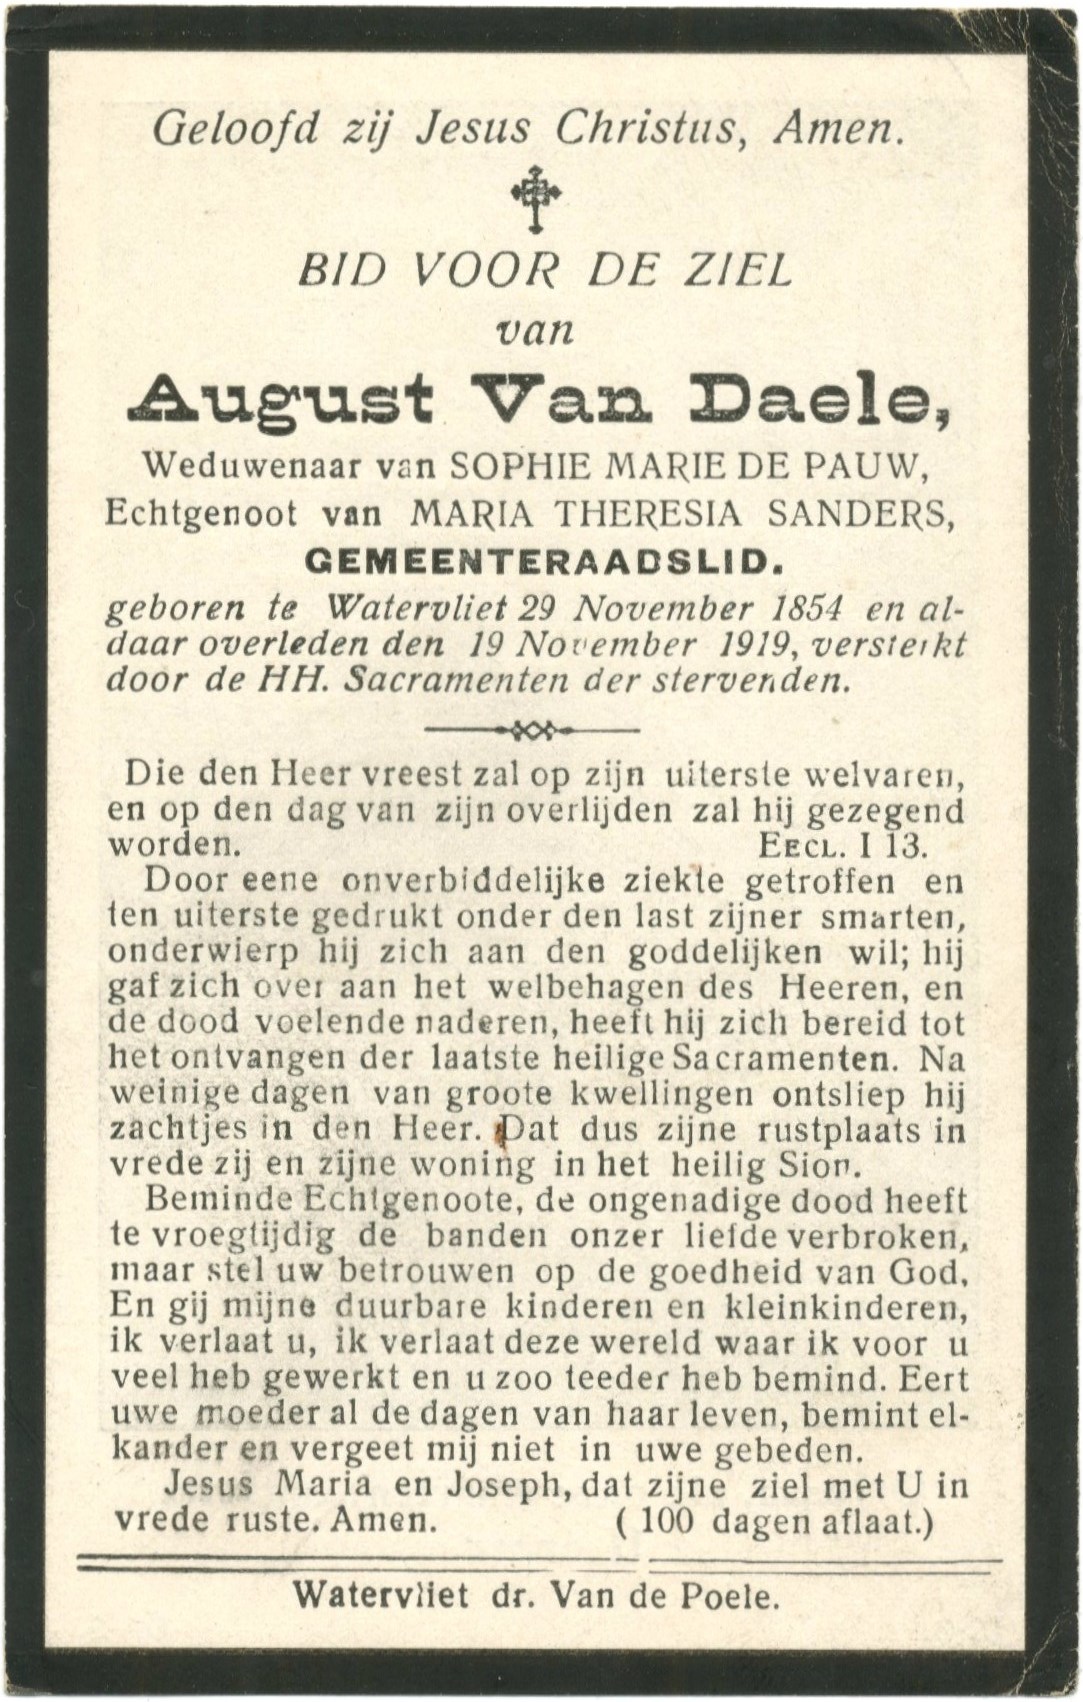 Geloofd zij Jesus Christus, Amen.
BID VOOR DE ZIEL
van
August Van Daele,
Weduwenaar van SOPHIE MARIE DE PAUW,
Echtgenoot van MARIA THERESIA SANDERS,
GEMEENTERAADSLID.
geboren te Watervliet 29 November 1854 en al-
daar overleden den 19 November 1919, versterkt
door de HH. Sacramenten der stervenden.
Die den Heer vreest zal op zijn uiterste welvaren,
en op den dag van zijn overlijden zal hij gezegend
worden. EECL. I 13.
Door eene onverbiddelijke ziekte getroffen en
ten uiterste gedrukt onder den last zijner smarten,
onderwierp hij zich aan den goddelijken wil; hij
gaf zich over aan het welbehagen des Heeren, en
de dood voelende naderen, heeft hij zich bereid tot
het ontvangen der laatste heilige Sacramenten. Na
weinige dagen van groote kwellingen ontsliep hij
zachtjes in den Heer. Dat dus zijne rustplaats in
vrede zij en zijne woning in het heilig Sion.
Beminde Echtgenoote, de ongenadige dood heeft
te vroegtijdig de banden onzer liefde verbroken,
maar stel uw betrouwen op de goedheid van God,
En gij mijne duurbare kinderen en kleinkinderen,
ik verlaat u, ik verlaat deze wereld waar ik voor u
veel heb gewerkt en u zoo teeder heb bemind. Eert
uwe moeder al de dagen van haar leven, bemint el-
kander en vergeet mij niet in uwe gebeden.
Jesus Maria en Joseph, dat zijne ziel met U in
vrede ruste. Amen. ( 100 dagen aflaat.)
Watervliet dr. Van de Poele.